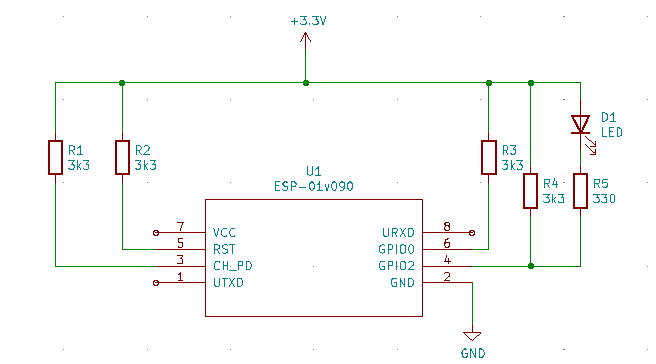 +3.3V
D1
LED
R1
3k3
R2
3k3
R3
3k3
R4
3k3
R5
330
U1
ESP-01v090
7 VCC URXD 8
5 RST GPIO0 6
3 CH_PD GPIO2 4
1 UTXD GND 2
GND